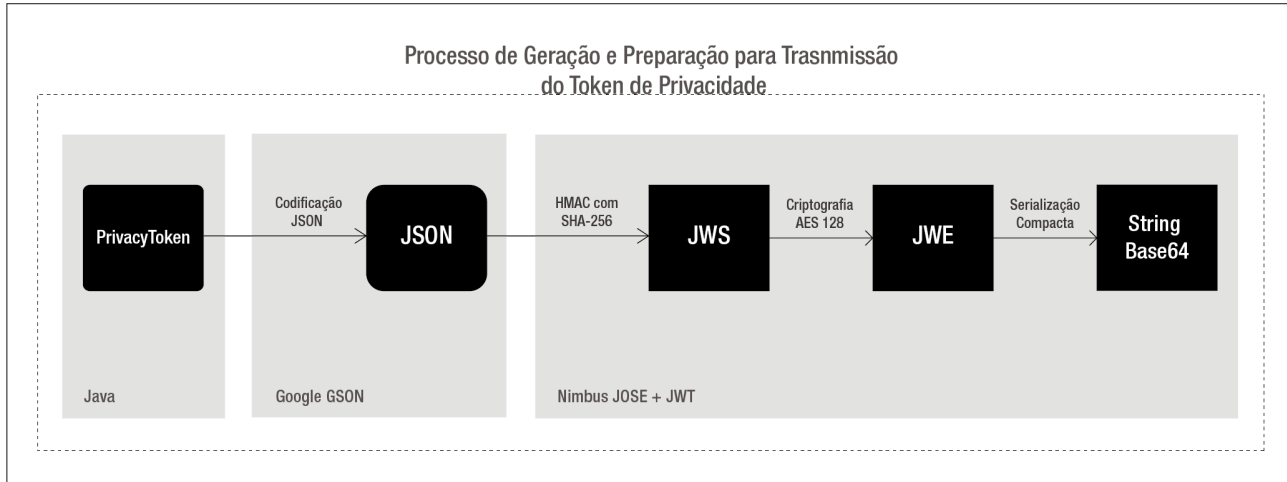 Processo de Geração e Preparação para Trasnmissão
do Token de Privacidade
PrivacyToken
Codificação
JSON
JSON
HMAC com
SHA-256
JWS
Criptografia
AES 128
JWE
Serialização
Compacta
String
Base64
Java
Google GSON
Nimbus JOSE + JWT